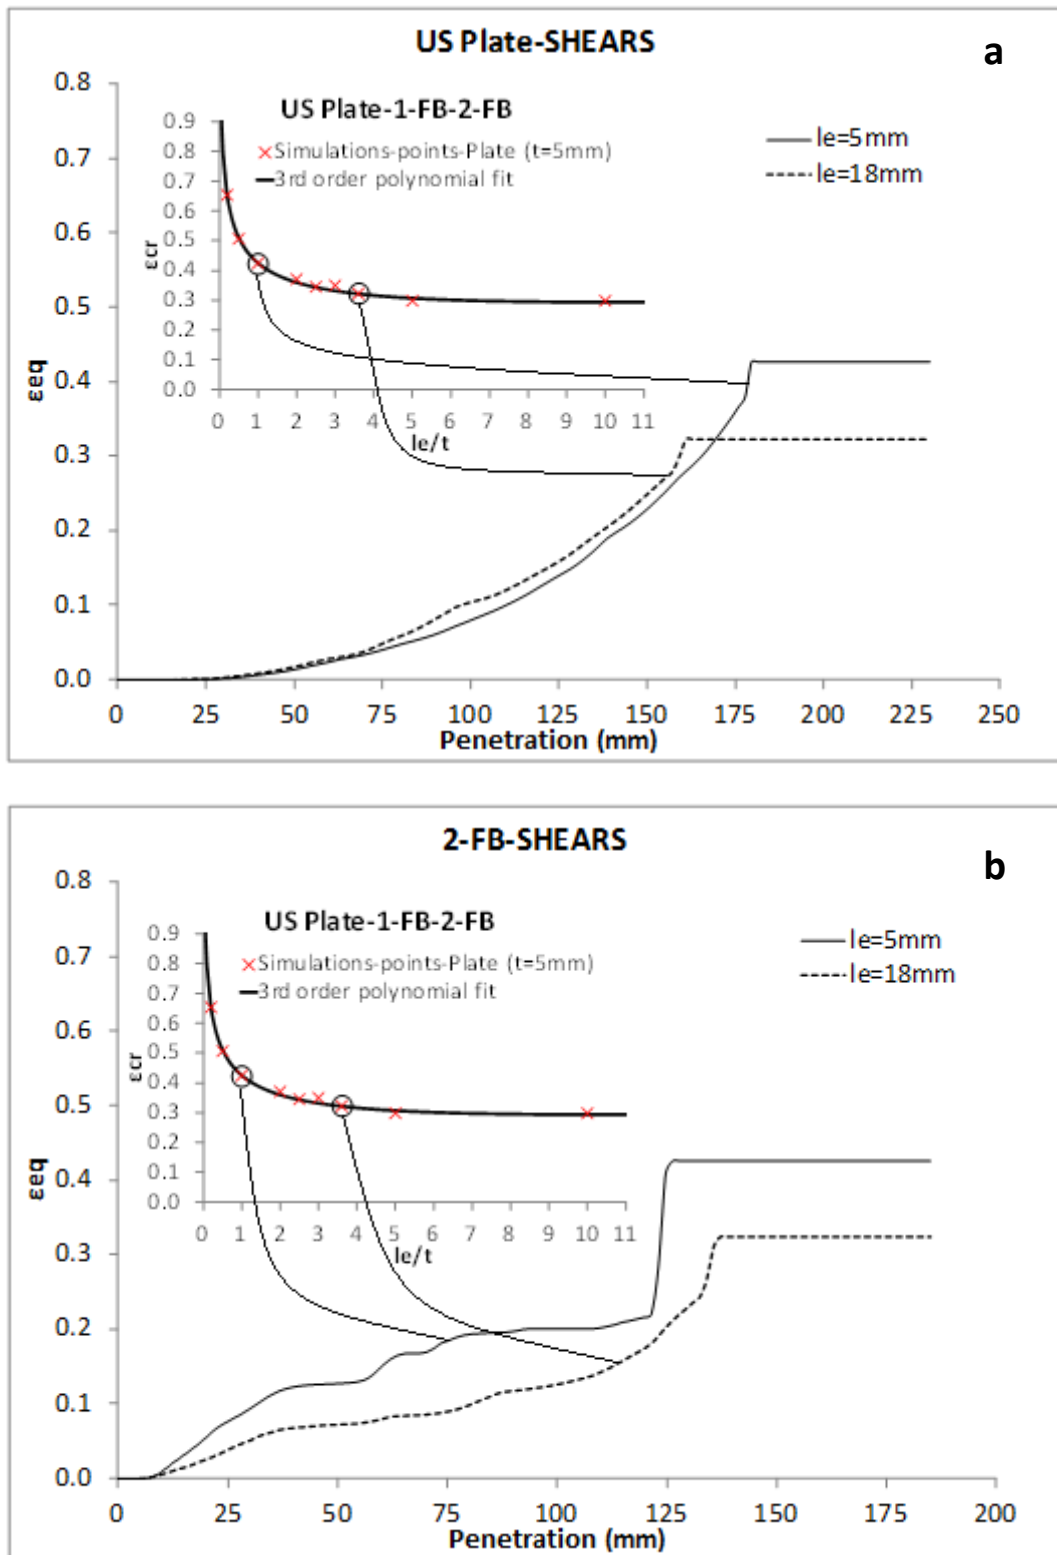 US Plate-SHEARS
a
0.8
0.7
0.6
0.5
0.4
0.3
0.2
0.1
0.0
εeq
US Plate-1-FB-2-FB
Simulations-points-Plate (t=5mm)
3rd order polynomial fit
0.9
0.8
0.7
0.6
0.5
0.4
0.3
0.2
0.1
0.0
εcr
0 1 2 3 4 5 6 7 8 9 10 11
le/t
le=5mm
le=18mm
0 25 50 75 100 125 150 175 200 225 250
Penetration (mm)
2-FB-SHEARS
b
0.8
0.7
0.6
0.5
0.4
0.3
0.2
0.1
0.0
εeq
US Plate-1-FB-2-FB
Simulations-points-Plate (t=5mm)
3rd order polynomial fit
0.9
0.8
0.7
0.6
0.5
0.4
0.3
0.2
0.1
0.0
εcr
0 1 2 3 4 5 6 7 8 9 10 11
le/t
le=5mm
le=18mm
0 25 50 75 100 125 150 175 200
Penetration (mm)